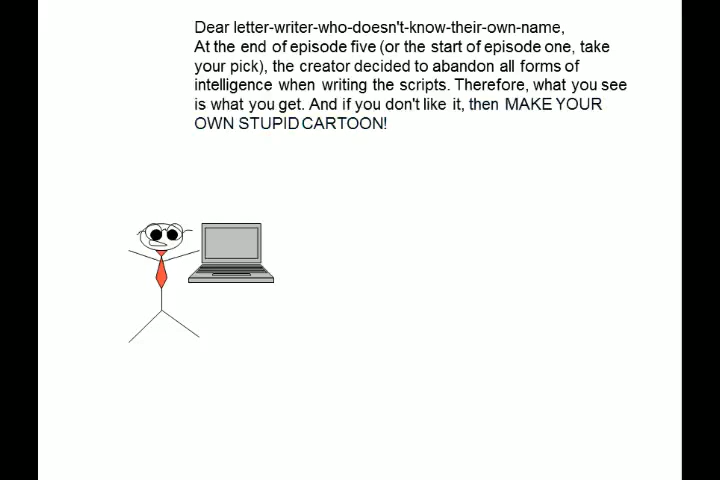 Dear letter-writer-who-doesn't-know-their-own-name,
At the end of episode five (or the start of episode one, take
your pick), the creator decided to abandon all forms of
intelligence when writing the scripts. Therefore, what you see
is what you get. And if you don't like it, then MAKE YOUR
OWN STUPID CARTOON!